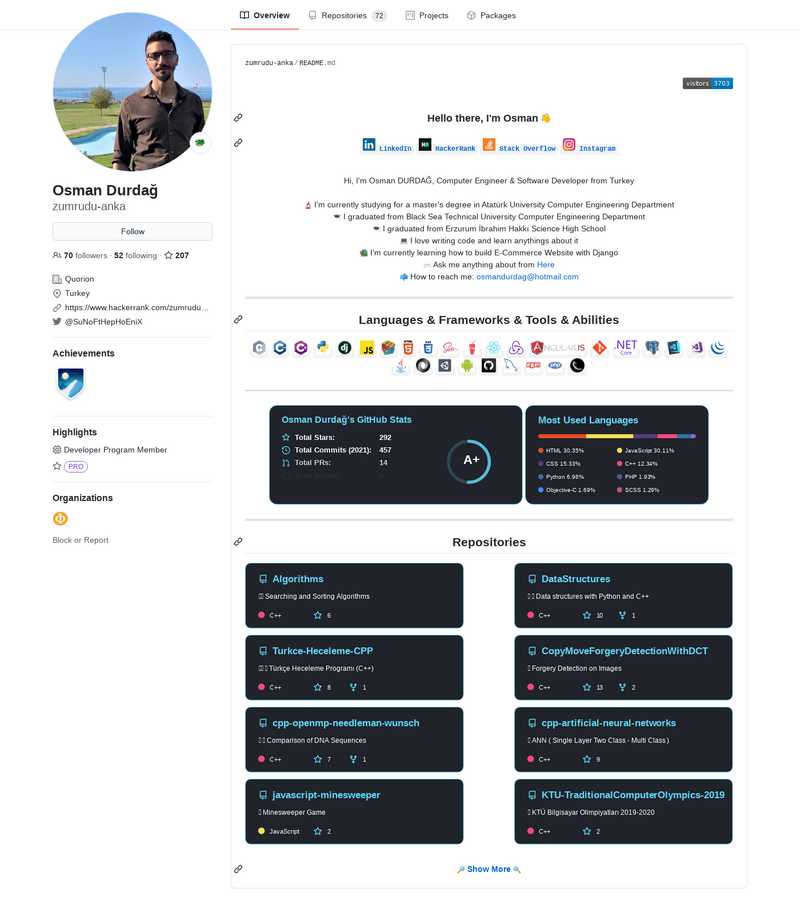 Overview
Repositories 72
Projects
Packages
Osman Durdağ
zumrudu-anka
Follow
70 followers · 52 following · 207
Quorion
Turkey
https://www.hackerrank.com/zumrudu...
@SuNoFtHepHoEniX
Achievements
Highlights
Developer Program Member
PRO
Organizations
Block or Report
zumrudu-anka / README.md
visitors 3703
Hello there, I'm Osman 👋
LinkedIn HackerRank Stack Overflow Instagram
Hi, I'm Osman DURDAĞ, Computer Engineer & Software Developer from Turkey
I'm currently studying for a master's degree in Atatürk University Computer Engineering Department
I graduated from Black Sea Technical University Computer Engineering Department
I graduated from Erzurum İbrahim Hakkı Science High School
I love writing code and learn anythings about it
I'm currently learning how to build E-Commerce Website with Django
Ask me anything about from Here
How to reach me: osmandurdag@hotmail.com
Languages & Frameworks & Tools & Abilities
Osman Durdağ's GitHub Stats
Total Stars: 292
Total Commits (2021): 457
Total PRs: 14
A+
Most Used Languages
HTML 30.35%
JavaScript 30.11%
CSS 15.33%
C++ 12.34%
Python 6.98%
PHP 1.93%
Objective-C 1.69%
SCSS 1.26%
Repositories
Algorithms
Searching and Sorting Algorithms
C++ 6
DataStructures
Data structures with Python and C++
C++ 10 1
Turkce-Heceleme-CPP
Türkçe Heceleme Programı (C++)
C++ 8 1
CopyMoveForgeryDetectionWithDCT
Forgery Detection on Images
C++ 13 2
cpp-openmp-needleman-wunsch
Comparison of DNA Sequences
C++ 7 1
cpp-artificial-neural-networks
ANN ( Single Layer Two Class - Multi Class )
C++ 9
javascript-minesweeper
Minesweeper Game
JavaScript 2
KTU-TraditionalComputerOlympics-2019
KTÜ Bilgisayar Olimpiyatları 2019-2020
C++ 2
Show More